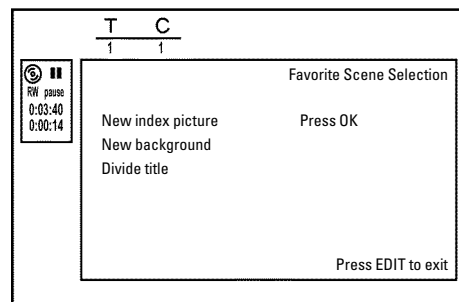 T C
1 1
RW pause
0:03:40
0:00:14
Favorite Scene Selection
New index picture Press OK
New background
Divide title
Press EDIT to exit